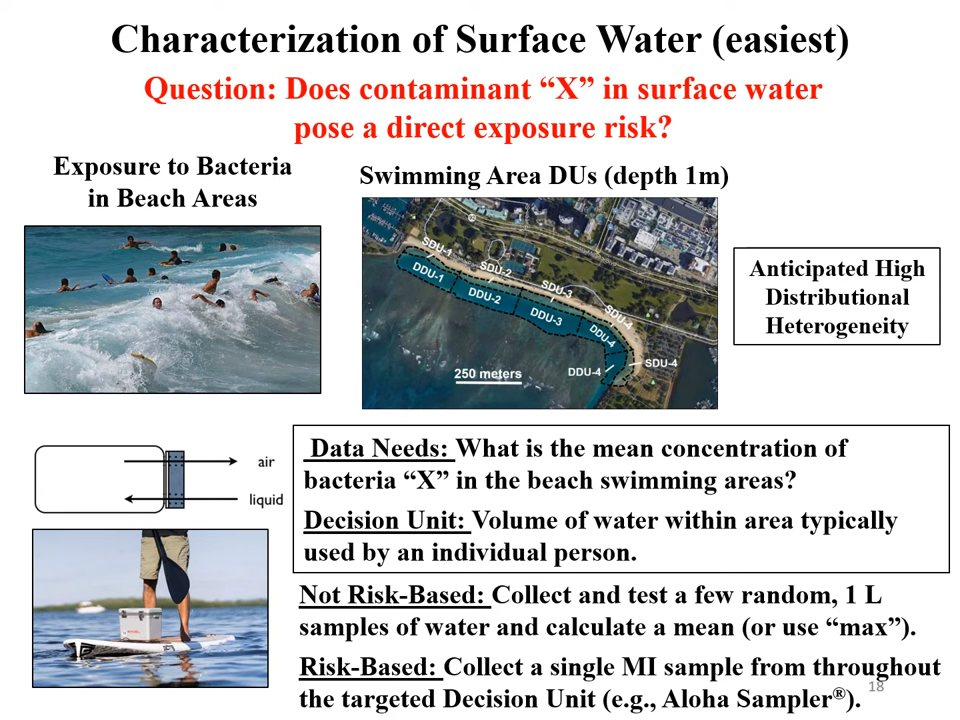 Characterization of Surface Water (easiest)
Question: Does contaminant “X” in surface water
pose a direct exposure risk?
Exposure to Bacteria
in Beach Areas
Swimming Area DUs (depth 1m)
SDU-1
SDU-2
SDU-3
SDU-4
DDU-1
DDU-2
DDU-3
DDU-4
DDU-4
SDU-4
250 meters
Anticipated High
Distributional
Heterogeneity
air
liquid
Data Needs: What is the mean concentration of
bacteria “X” in the beach swimming areas?
Decision Unit: Volume of water within area typically
used by an individual person.
Not Risk-Based: Collect and test a few random, 1 L
samples of water and calculate a mean (or use “max”).
Risk-Based: Collect a single MI sample from throughout
the targeted Decision Unit (e.g., Aloha Sampler®).
18